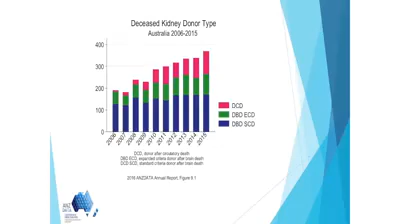 Deceased Kidney Donor Type
Australia 2006-2015
400
300
200
100
0
2006
2007
2008
2009
2010
2011
2012
2013
2014
2015
DCD
DBD ECD
DBD SCD
DCD, donor after circulatory death
DBD ECD, expanded criteria donor after brain death
DCD SCD, standard criteria donor after brain death
2016 ANZDATA Annual Report, Figure 8.1